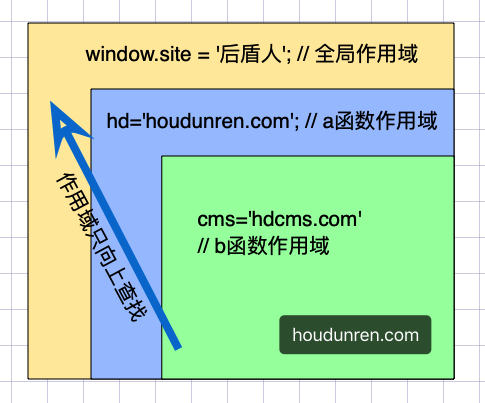 window.site = '后盾人'; // 全局作用域
hd='houdunren.com'; // a函数作用域
作用域只向上查找
cms='hdcms.com'
// b函数作用域
houdunren.com